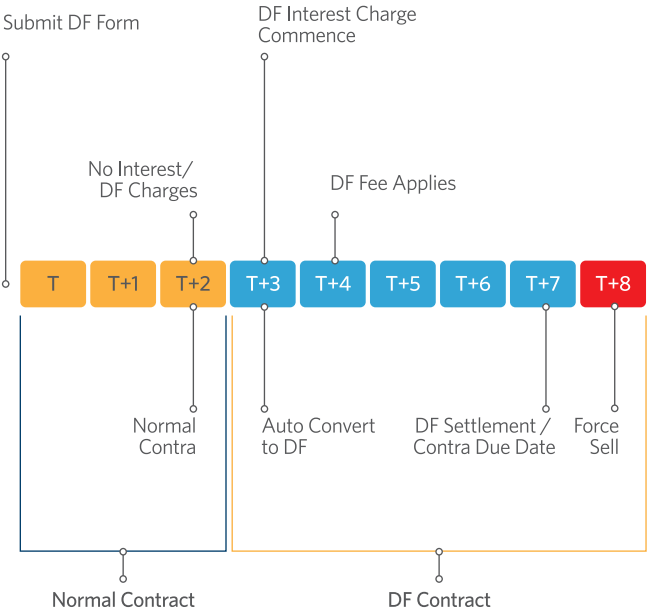 Submit DF Form
DF Interest Charge
Commence
No Interest/
DF Charges
DF Fee Applies
T
T+1
T+2
T+3
T+4
T+5
T+6
T+7
T+8
Normal
Contra
Auto Convert
to DF
DF Settlement /
Contra Due Date
Force
Sell
Normal Contract
DF Contract